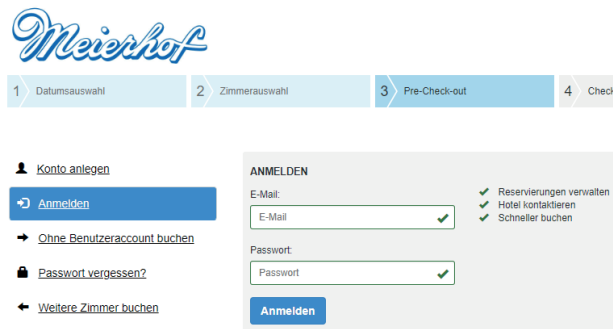 Meierhof
1 Datumsauswahl 2 Zimmerauswahl 3 Pre-Check-out 4 Check
Konto anlegen
Anmelden
Ohne Benutzeraccount buchen
Passwort vergessen?
Weitere Zimmer buchen
ANMELDEN
E-Mail:
E-Mail
Passwort:
Passwort
Anmelden
Reservierungen verwalten
Hotel kontaktieren
Schneller buchen